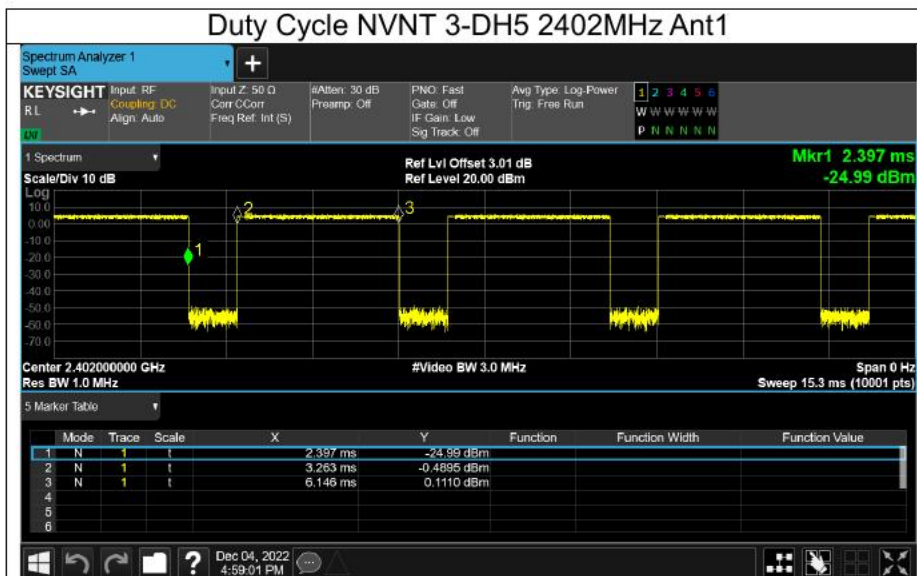 Duty Cycle NVNT 3-DH5 2402MHz Ant1
Spectrum Analyzer 1
Swept SA
+
KEYSIGHT Input: RF Input Z: 50 Ω #Atten: 30 dB PNO: Fast Avg Type: Log-Power 1 2 3 4 5 6
RL Coupling: DC Corr CCorr Preamp: Off Gate: Off Trig: Free Run W W W W W W
Align: Auto Freq Ref: Int (S) IF Gain: Low
Sig Track: Off P N N N N N
1 Spectrum
Ref Lvl Offset 3.01 dB Mkr1 2.397 ms
Scale/Div 10 dB Ref Level 20.00 dBm -24.99 dBm
Log
10.0
0.00
-10.0
-20.0
-30.0
-40.0
-50.0
-60.0
-70.0
1
2
3
Center 2.402000000 GHz #Video BW 3.0 MHz Span 0 Hz
Res BW 1.0 MHz Sweep 15.3 ms (10001 pts)
5 Marker Table
Mode Trace Scale X Y Function Function Width Function Value
1 N 1 t 2.397 ms -24.99 dBm
2 N 1 t 3.263 ms -0.4895 dBm
3 N 1 t 6.146 ms 0.1110 dBm
4
5
6
? Dec 04, 2022
4:59:01 PM